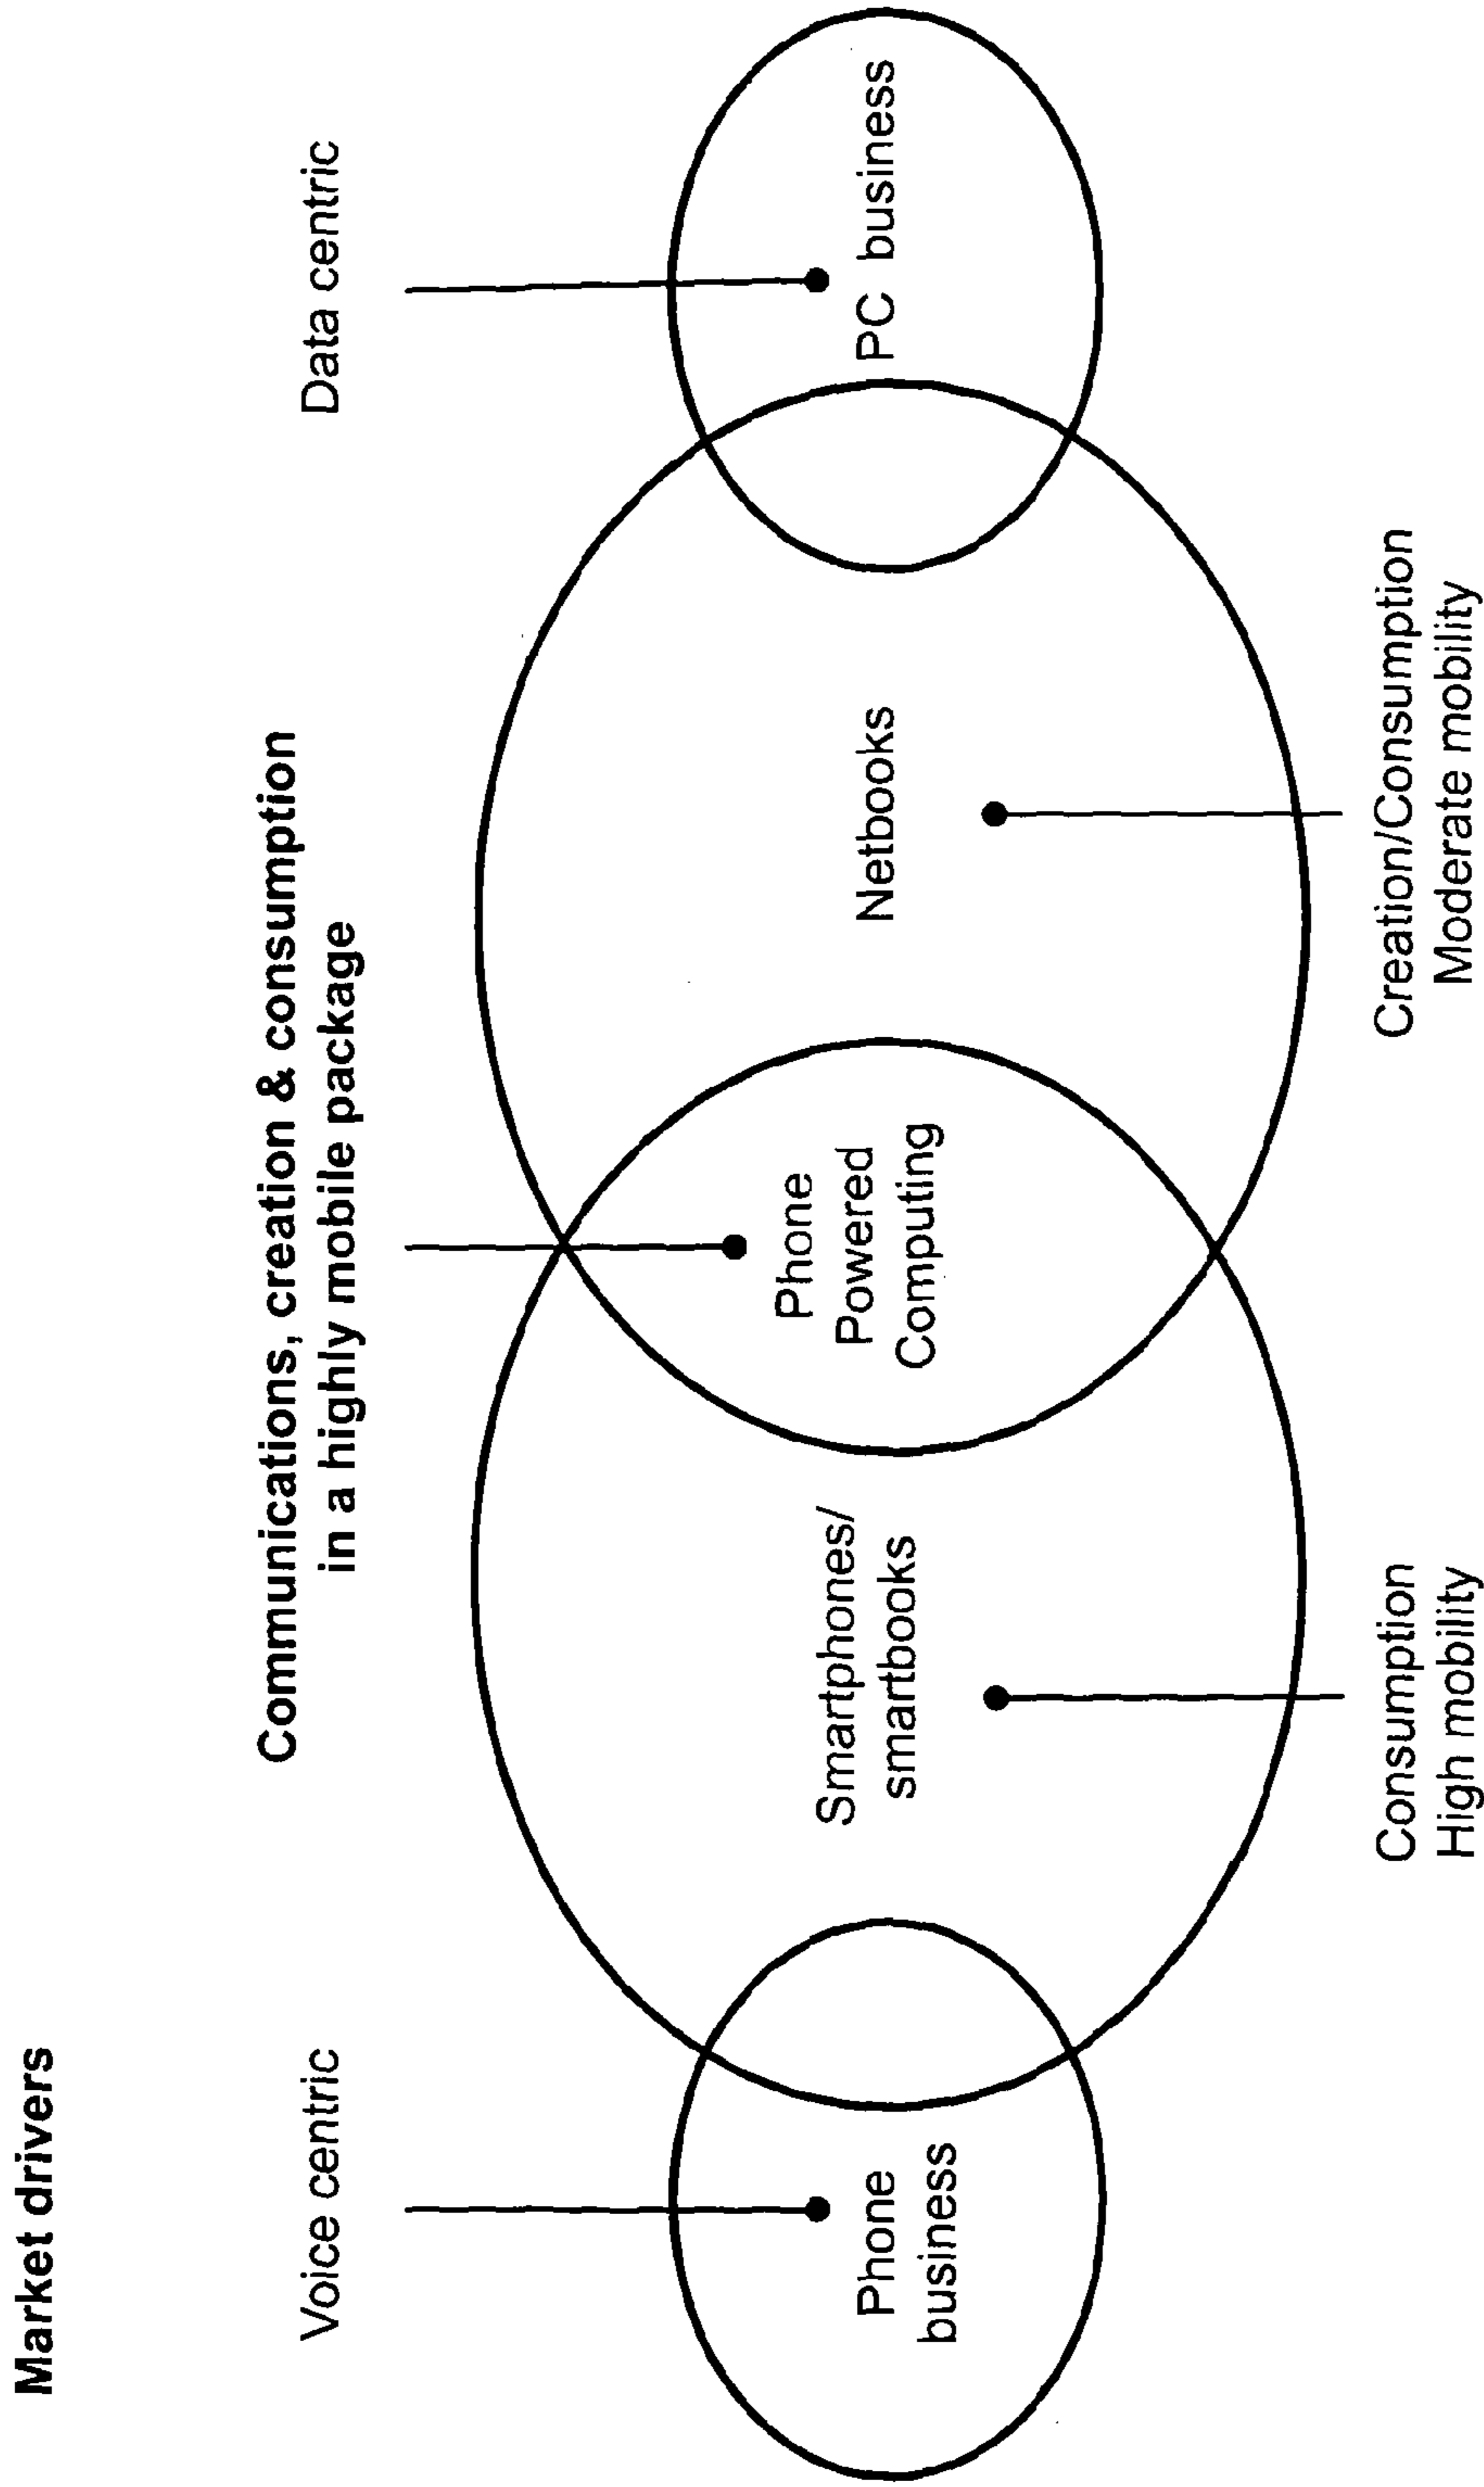 Market drivers
Communications, creation & consumption
in a highly mobile package
Voice centric
Data centric
Phone
business
Smartphones/
smartbooks
Phone
Powered
Computing
Netbooks
PC business
Consumption
High mobility
Creation/Consumption
Moderate mobility